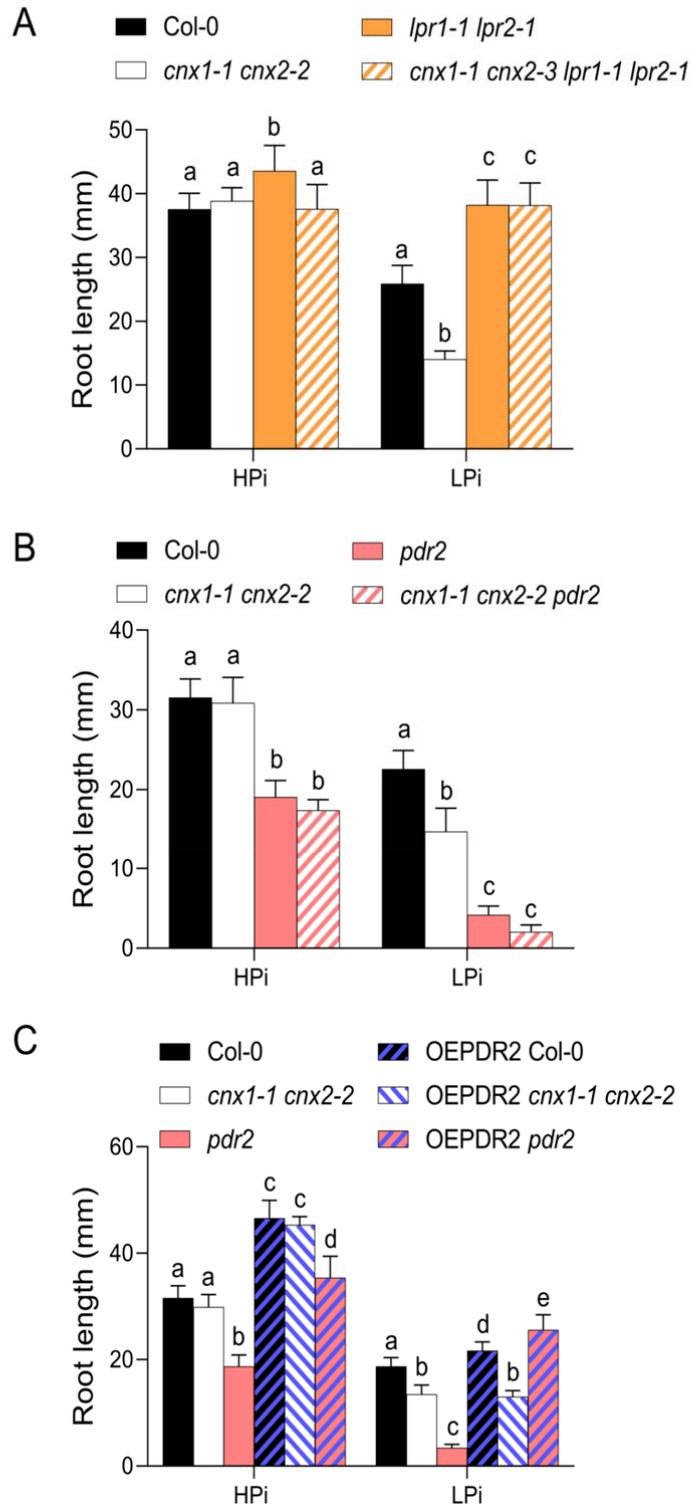 A
Col-0 lpr1-1 lpr2-1
cnx1-1 cnx2-2 cnx1-1 cnx2-3 lpr1-1 lpr2-1
Root length (mm)
50
40
30
20
10
0
a a b a
a b c c
HPi LPi
B
Col-0 pdr2
cnx1-1 cnx2-2 cnx1-1 cnx2-2 pdr2
Root length (mm)
40
30
20
10
0
a a b b
a b c c
HPi LPi
C
Col-0 OEPDR2 Col-0
cnx1-1 cnx2-2 OEPDR2 cnx1-1 cnx2-2
pdr2 OEPDR2 pdr2
Root length (mm)
60
40
20
0
a a b c c d
a b c d b e
HPi LPi